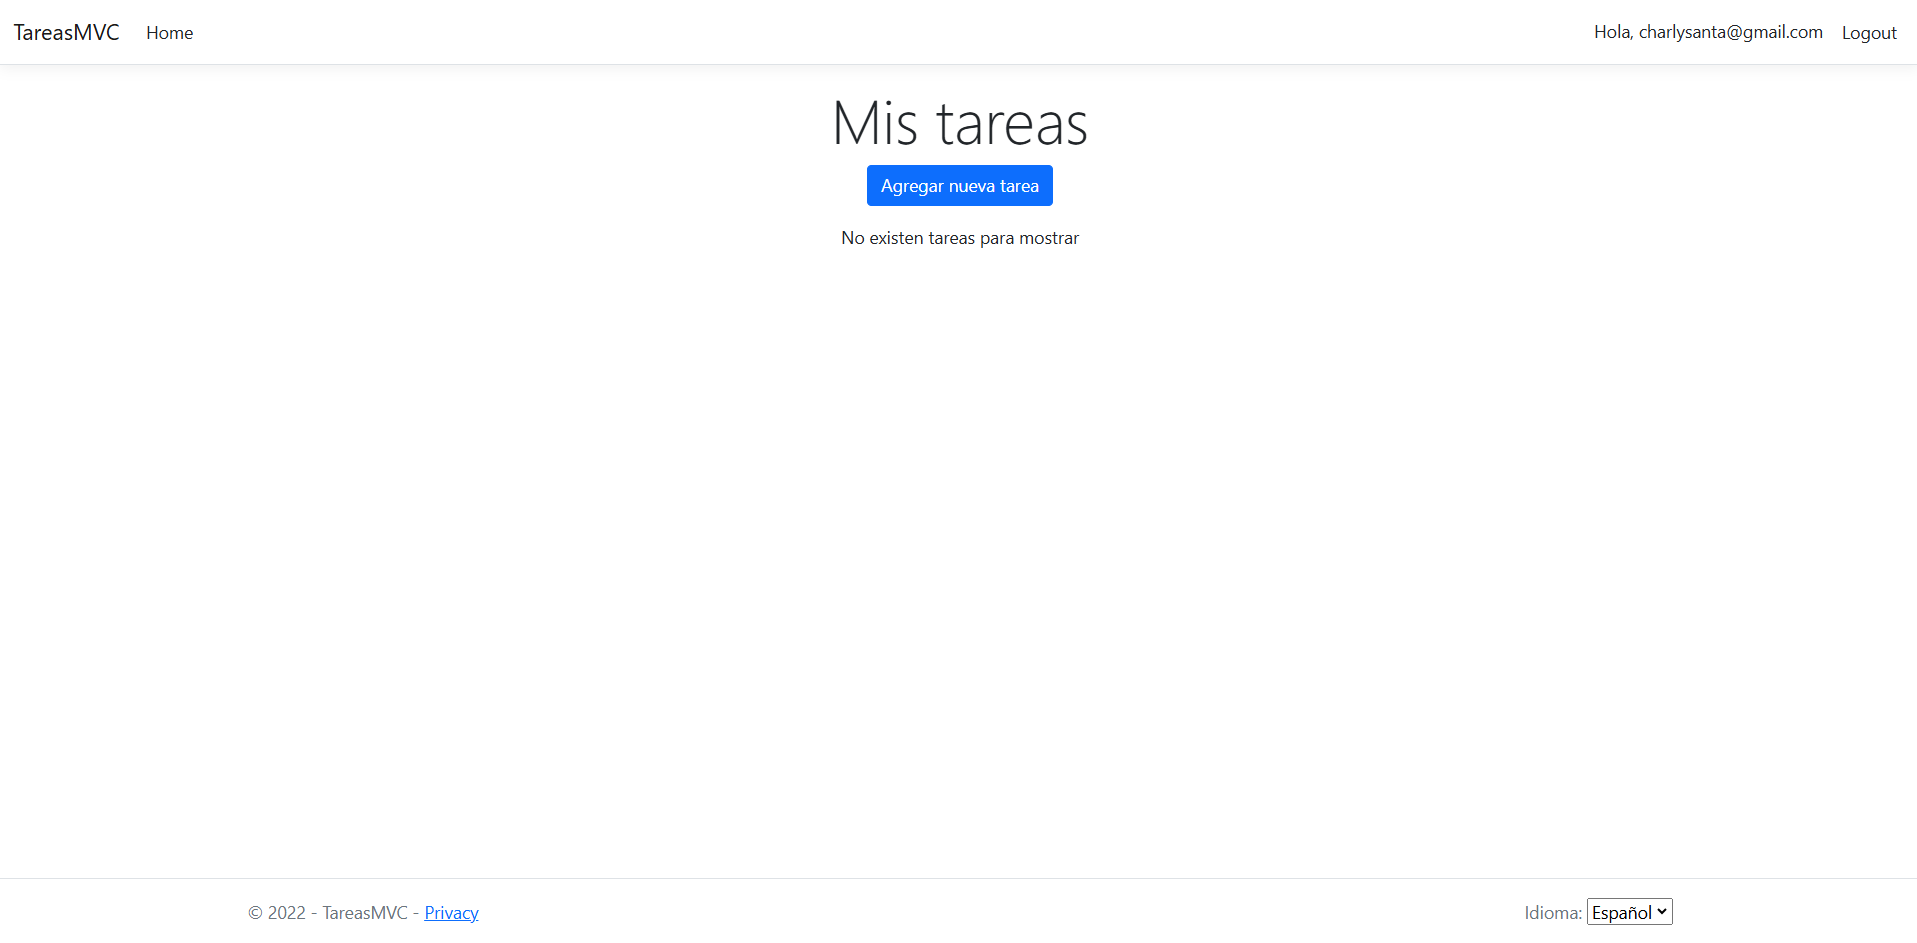 TareasMVC Home Hola, charlysanta@gmail.com Logout
Mis tareas
Agregar nueva tarea
No existen tareas para mostrar
© 2022 - TareasMVC - Privacy Idioma: Español